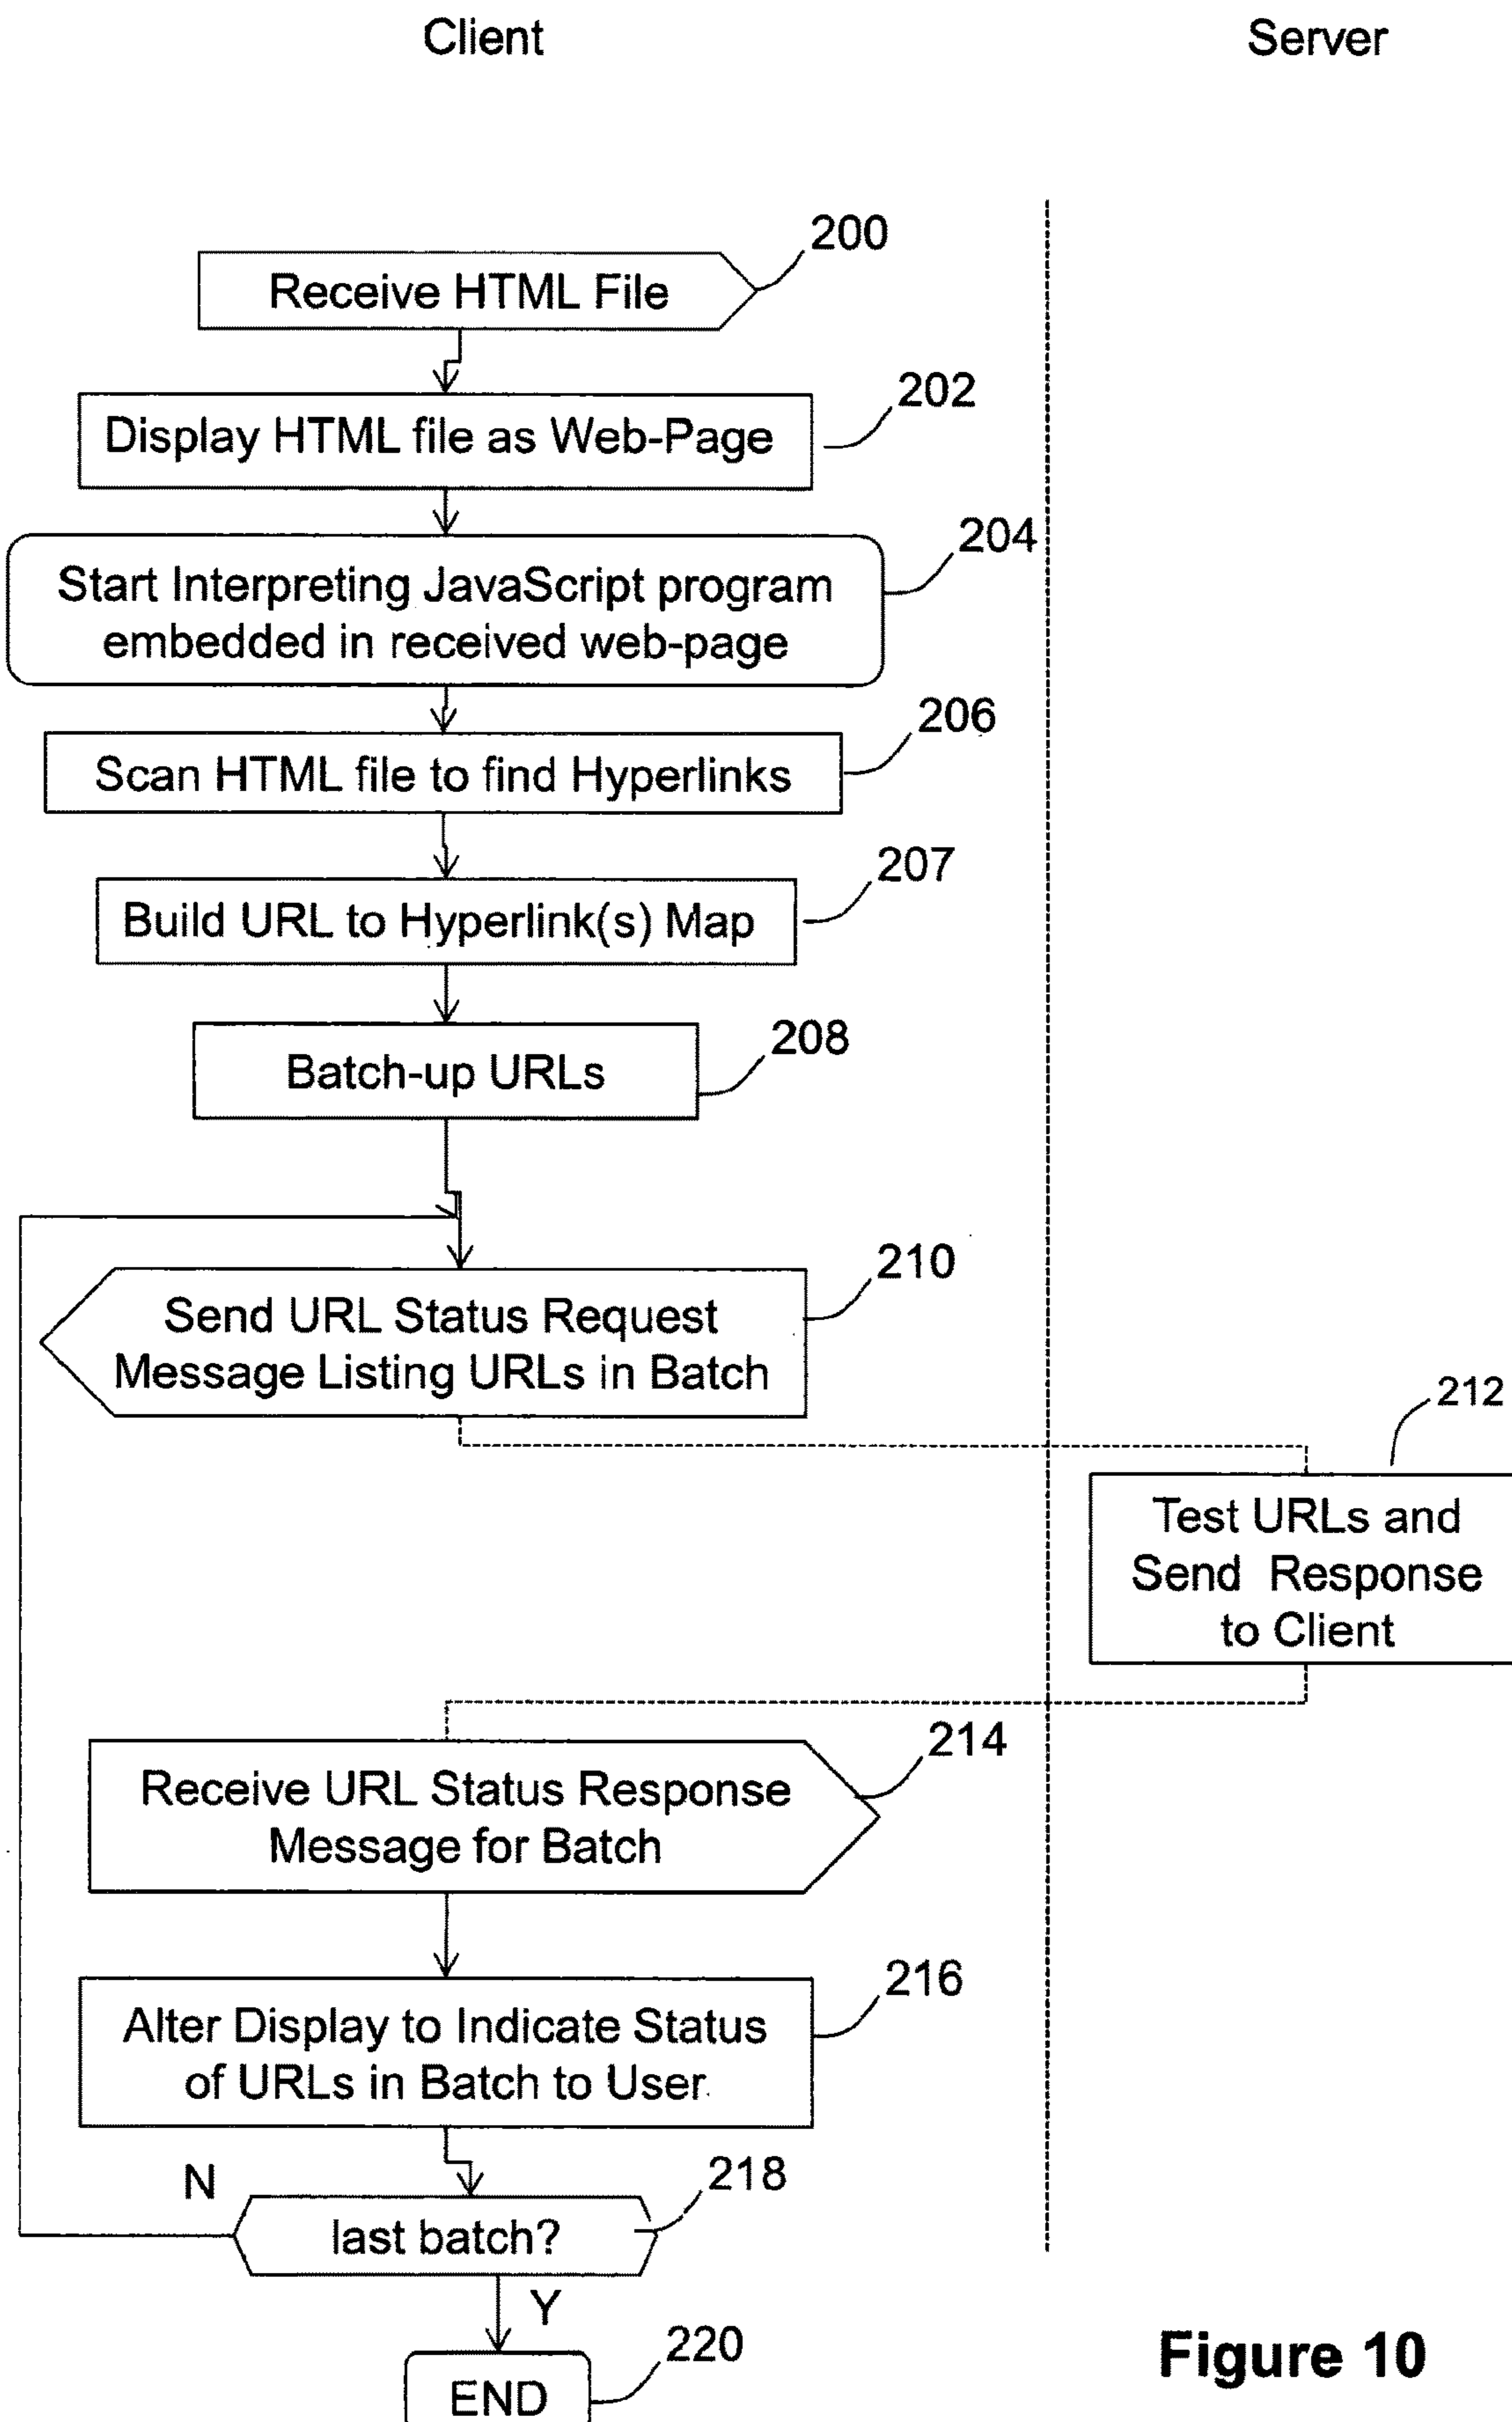 Client
Server
200
Receive HTML File
202
Display HTML file as Web-Page
204
Start Interpreting JavaScript program
embedded in received web-page
206
Scan HTML file to find Hyperlinks
207
Build URL to Hyperlink(s) Map
208
Batch-up URLs
210
Send URL Status Request
Message Listing URLs in Batch
212
Test URLs and
Send Response
to Client
214
Receive URL Status Response
Message for Batch
216
Alter Display to Indicate Status
of URLs in Batch to User
N
218
last batch?
Y
220
END
Figure 10